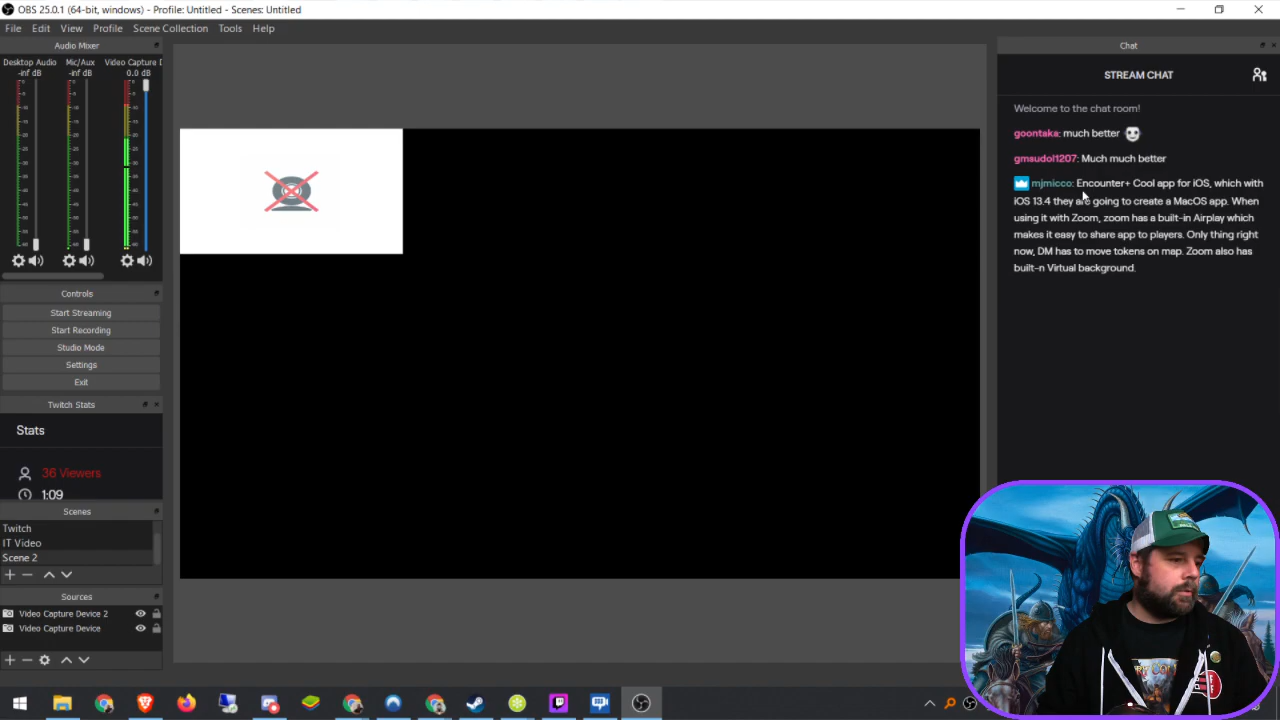 OBS 25.0.1 (64-bit, windows) - Profile: Untitled - Scenes: Untitled
File Edit View Profile Scene Collection Tools Help
Audio Mixer
Desktop Audio Mic/Aux Video Capture D
-inf dB -inf dB 0.0 dB
Controls
Start Streaming
Start Recording
Studio Mode
Settings
Exit
Twitch Stats
Stats
36 Viewers
1:09
Scenes
Twitch
IT Video
Scene 2
Sources
Video Capture Device 2
Video Capture Device
Chat
STREAM CHAT
Welcome to the chat room!
goontaka: much better
gmsudol1207: Much much better
mjmicco: Encounter+ Cool app for iOS, which with
iOS 13.4 they are going to create a MacOS app. When
using it with Zoom, zoom has a built-in Airplay which
makes it easy to share app to players. Only thing right
now, DM has to move tokens on map. Zoom also has
built-n Virtual background.